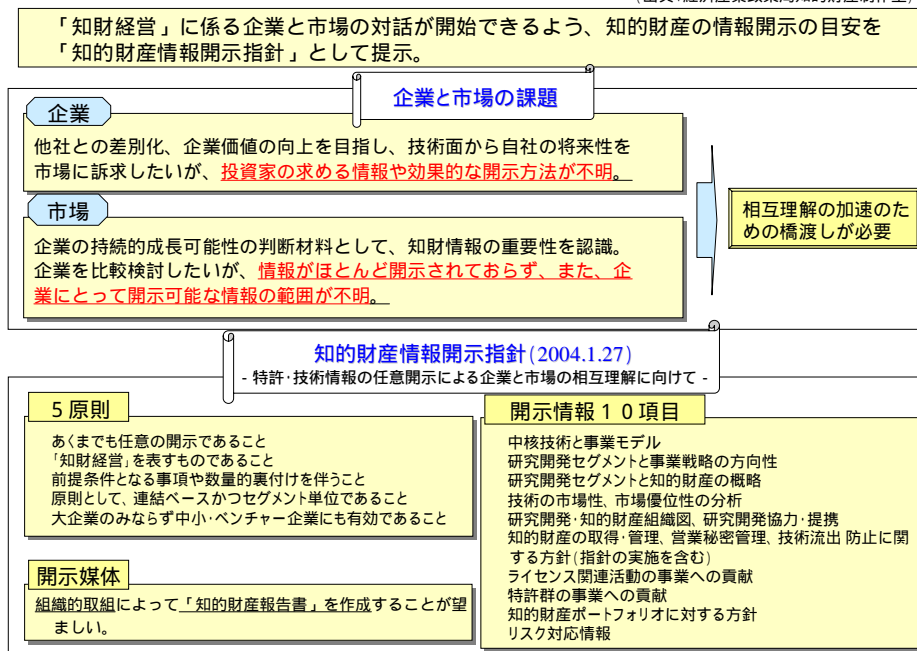 「知財経営」に係る企業と市場の対話が開始できるよう、知的財産の情報開示の目安を
「知的財産情報開示指針」として提示。
企業と市場の課題
企業
他社との差別化、企業価値の向上を目指し、技術面から自社の将来性を
市場に訴求したいが、投資家の求める情報や効果的な開示方法が不明。
市場
企業の持続的成長可能性の判断材料として、知財情報の重要性を認識。
企業を比較検討したいが、情報がほとんど開示されておらず、また、企
業にとって開示可能な情報の範囲が不明。
相互理解の加速のた
めの橋渡しが必要
知的財産情報開示指針(2004.1.27)
- 特許・技術情報の任意開示による企業と市場の相互理解に向けて -
5原則
あくまでも任意の開示であること
「知財経営」を表すものであること
前提条件となる事項や数量的裏付けを伴うこと
原則として、連結ベースかつセグメント単位であること
大企業のみならず中小・ベンチャー企業にも有効であること
開示媒体
組織的取組によって「知的財産報告書」を作成することが望
ましい。
開示情報10項目
中核技術と事業モデル
研究開発セグメントと事業戦略の方向性
研究開発セグメントと知的財産の概略
技術の市場性、市場優位性の分析
研究開発・知的財産組織図、研究開発協力・提携
知的財産の取得・管理、営業秘密管理、技術流出 防止に関
する方針(指針の実施を含む)
ライセンス関連活動の事業への貢献
特許群の事業への貢献
知的財産ポートフォリオに対する方針
リスク対応情報